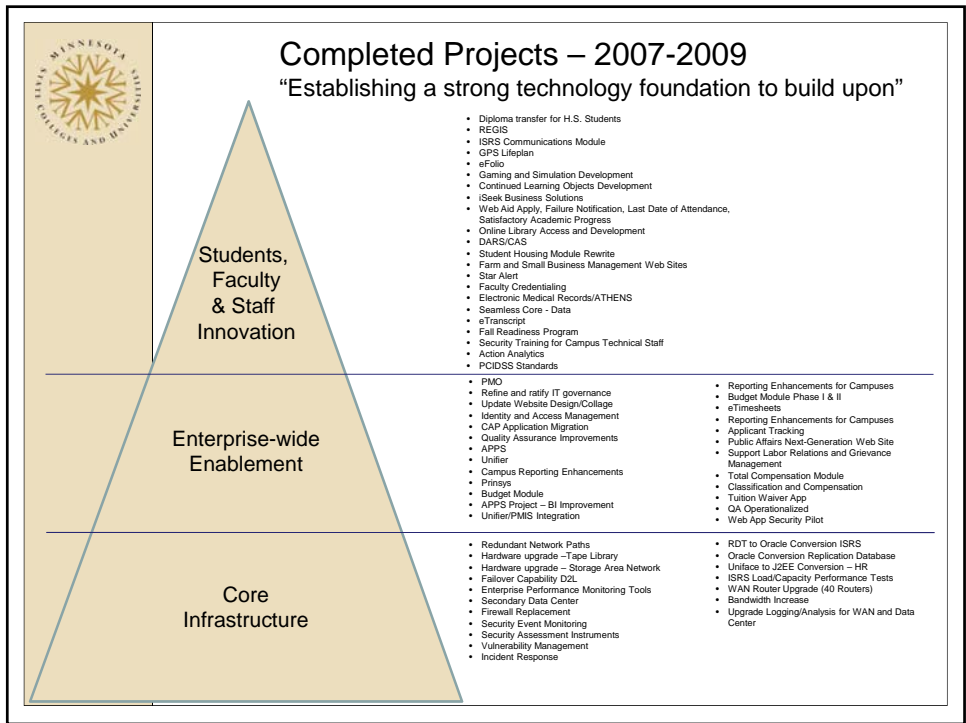 MINNESOTA
STATE COLLEGES AND UNIVERSITIES
Completed Projects – 2007-2009
“Establishing a strong technology foundation to build upon”
Students,
Faculty
& Staff
Innovation
• Diploma transfer for H.S. Students
• REGIS
• ISRS Communications Module
• GPS Lifeplan
• eFolio
• Gaming and Simulation Development
• Continued Learning Objects Development
• iSeek Business Solutions
• Web Aid Apply, Failure Notification, Last Date of Attendance,
Satisfactory Academic Progress
• Online Library Access and Development
• DARS/CAS
• Student Housing Module Rewrite
• Farm and Small Business Management Web Sites
• Star Alert
• Faculty Credentialing
• Electronic Medical Records/ATHENS
• Seamless Core - Data
• eTranscript
• Fall Readiness Program
• Security Training for Campus Technical Staff
• Action Analytics
• PCIDSS Standards
Enterprise-wide
Enablement
• PMO
• Refine and ratify IT governance
• Update Website Design/Collage
• Identity and Access Management
• CAP Application Migration
• Quality Assurance Improvements
• APPS
• Unifier
• Campus Reporting Enhancements
• Prinsys
• Budget Module
• APPS Project – BI Improvement
• Unifier/PMIS Integration
• Reporting Enhancements for Campuses
• Budget Module Phase I & II
• eTimesheets
• Reporting Enhancements for Campuses
• Applicant Tracking
• Public Affairs Next-Generation Web Site
• Support Labor Relations and Grievance
Management
• Total Compensation Module
• Classification and Compensation
• Tuition Waiver App
• QA Operationalized
• Web App Security Pilot
Core
Infrastructure
• Redundant Network Paths
• Hardware upgrade –Tape Library
• Hardware upgrade – Storage Area Network
• Failover Capability D2L
• Enterprise Performance Monitoring Tools
• Secondary Data Center
• Firewall Replacement
• Security Event Monitoring
• Security Assessment Instruments
• Vulnerability Management
• Incident Response
• RDT to Oracle Conversion ISRS
• Oracle Conversion Replication Database
• Uniface to J2EE Conversion – HR
• ISRS Load/Capacity Performance Tests
• WAN Router Upgrade (40 Routers)
• Bandwidth Increase
• Upgrade Logging/Analysis for WAN and Data
Center